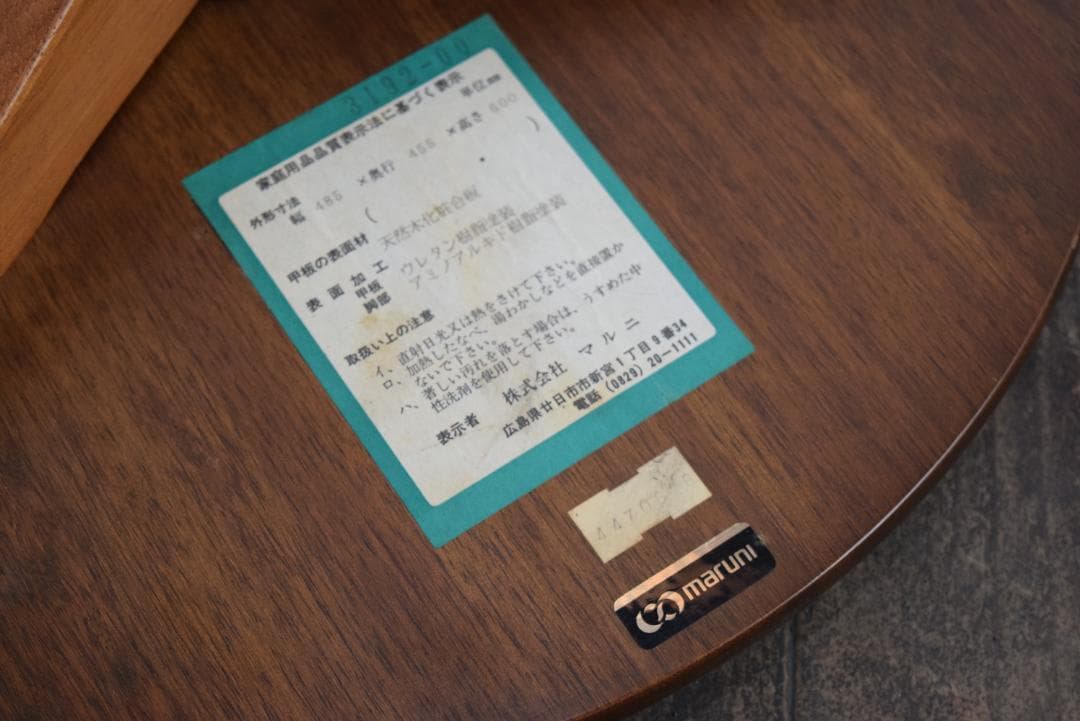 3192-00
家庭用品品質表示法に基づく表示
単位mm
外形寸法
幅 485 ×奥行 455 ×高さ 600
( )
甲板の表面材 天然木化粧合板
表面加工
甲板 ウレタン樹脂塗装
脚部 アミノアルキド樹脂塗装
取扱い上の注意
イ、直射日光又は熱をさけて下さい。
ロ、加熱したなべ、湯わかしなどを直接置か
ないで下さい。
ハ、著しい汚れを落とす場合は、うすめた中
性洗剤を使用して下さい。
表示者 株式会社 マルニ
広島県廿日市市新宮1丁目9番34
電話 (0829) 20-1111
maruni